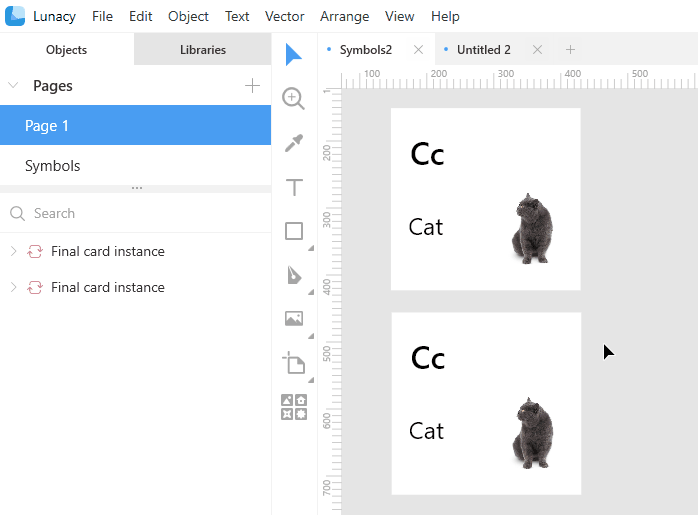 Lunacy File Edit Object Text Vector Arrange View Help
Objects Libraries Symbols2 Untitled 2
Pages
100 200 300 400 500
Page 1
Symbols
Search
Final card instance
Final card instance
1
200
300
400
500
600
700
Cc
Cat
Cc
Cat